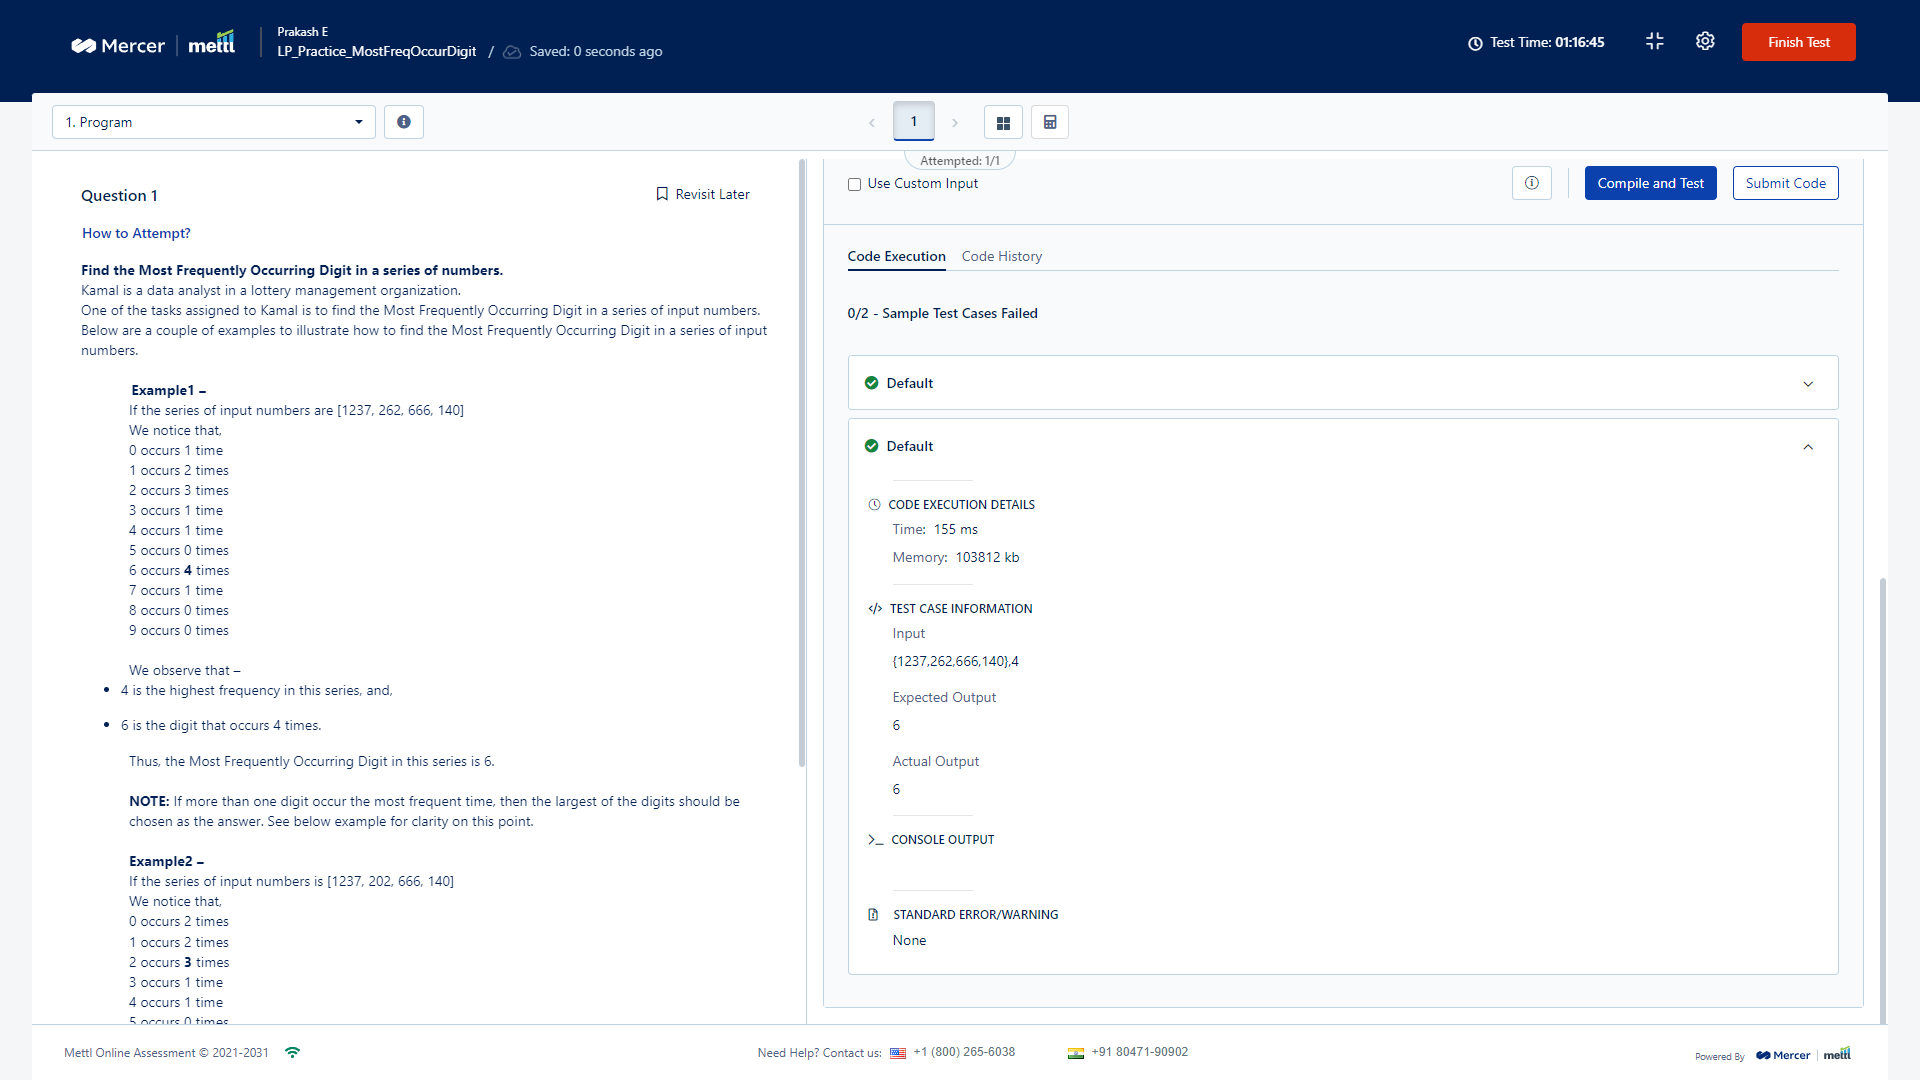 Mercer
mettl
Prakash E
LP_Practice_MostFreqOccurDigit / Saved: 0 seconds ago
Test Time: 01:16:45
Finish Test
1. Program
1
Attempted: 1/1
Question 1
Revisit Later
How to Attempt?
Find the Most Frequently Occurring Digit in a series of numbers.
Kamal is a data analyst in a lottery management organization.
One of the tasks assigned to Kamal is to find the Most Frequently Occurring Digit in a series of input numbers.
Below are a couple of examples to illustrate how to find the Most Frequently Occurring Digit in a series of input
numbers.
Example1 –
If the series of input numbers are [1237, 262, 666, 140]
We notice that,
0 occurs 1 time
1 occurs 2 times
2 occurs 3 times
3 occurs 1 time
4 occurs 1 time
5 occurs 0 times
6 occurs 4 times
7 occurs 1 time
8 occurs 0 times
9 occurs 0 times
We observe that –
• 4 is the highest frequency in this series, and,
• 6 is the digit that occurs 4 times.
Thus, the Most Frequently Occurring Digit in this series is 6.
NOTE: If more than one digit occur the most frequent time, then the largest of the digits should be
chosen as the answer. See below example for clarity on this point.
Example2 –
If the series of input numbers is [1237, 202, 666, 140]
We notice that,
0 occurs 2 times
1 occurs 2 times
2 occurs 3 times
3 occurs 1 time
4 occurs 1 time
5 occurs 0 times
Use Custom Input
Compile and Test
Submit Code
Code Execution
Code History
0/2 - Sample Test Cases Failed
Default
Default
CODE EXECUTION DETAILS
Time: 155 ms
Memory: 103812 kb
</> TEST CASE INFORMATION
Input
{1237,262,666,140},4
Expected Output
6
Actual Output
6
>_ CONSOLE OUTPUT
STANDARD ERROR/WARNING
None
Mettl Online Assessment © 2021-2031
Need Help? Contact us: +1 (800) 265-6038
+91 80471-90902
Powered By Mercer mettl